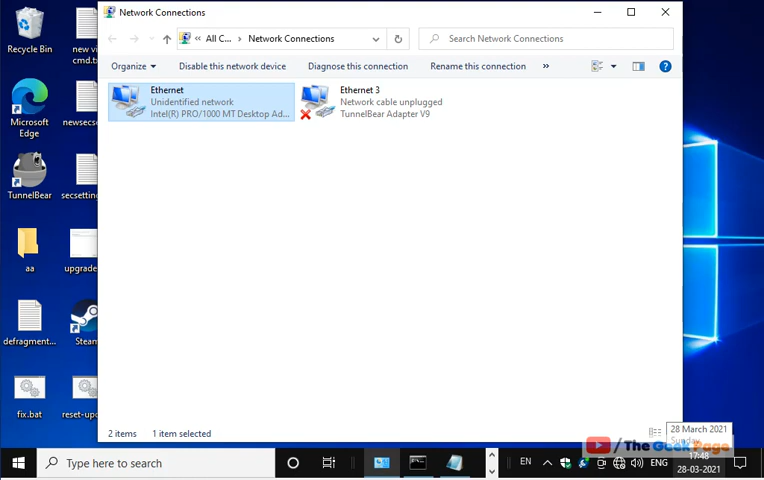 Network Connections
All C... Network Connections
Search Network Connections
Organize Disable this network device Diagnose this connection Rename this connection »
Ethernet
Unidentified network
Intel(R) PRO/1000 MT Desktop Ad...
Ethernet 3
Network cable unplugged
TunnelBear Adapter V9
Recycle Bin
new vi
cmd.tx
Microsoft
Edge
newsecs
TunnelBear
secsetting
aa
upgrade
defragment...
Steam
fix.bat
reset-upd
2 items 1 item selected
28 March 2021
Sunday
/ The Geek Page
Type here to search
EN
ENG
17:48
28-03-2021